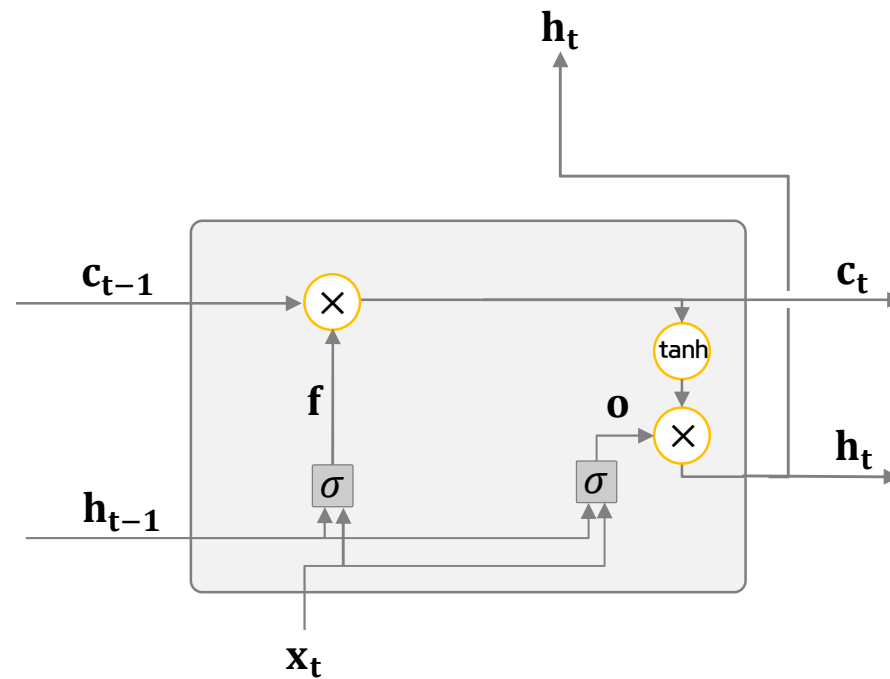 h_t
c_{t-1}
×
c_t
tanh
f
o
×
h_t
σ
σ
h_{t-1}
x_t